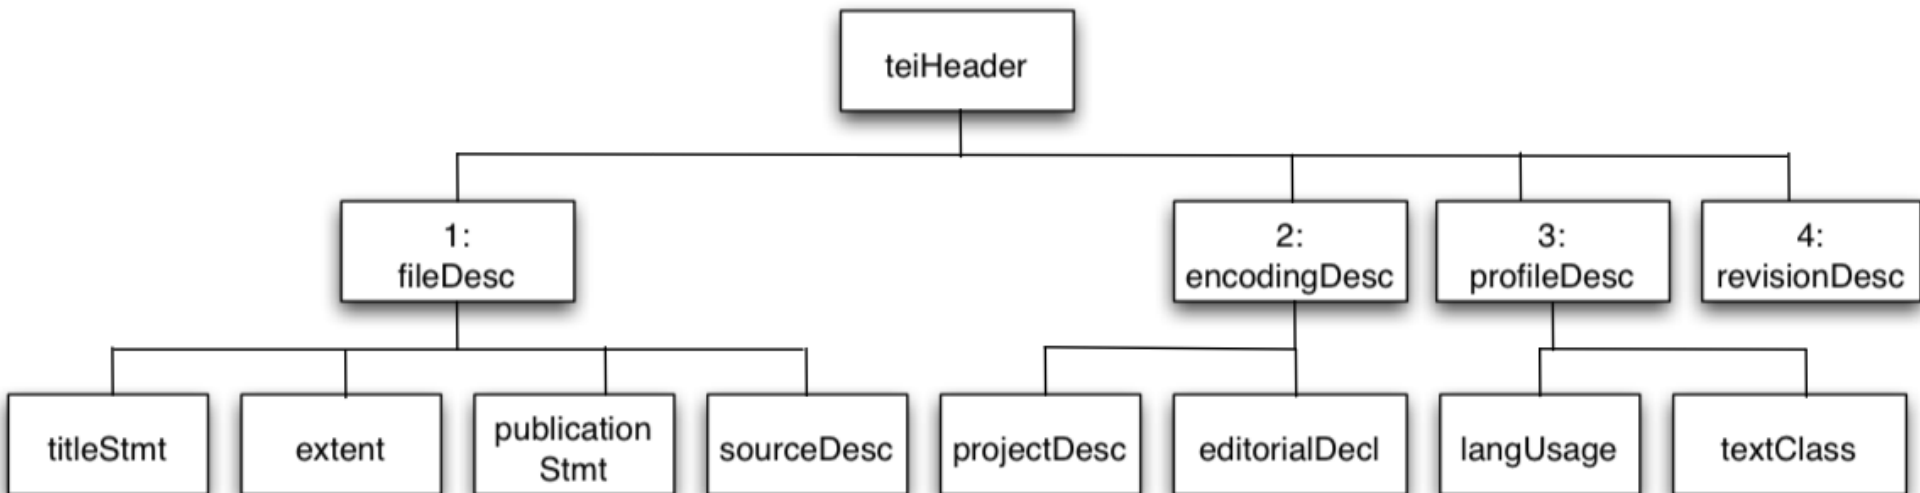 teiHeader
1:
fileDesc
2:
encodingDesc
3:
profileDesc
4:
revisionDesc
titleStmt
extent
publication
Stmt
sourceDesc
projectDesc
editorialDecl
langUsage
textClass